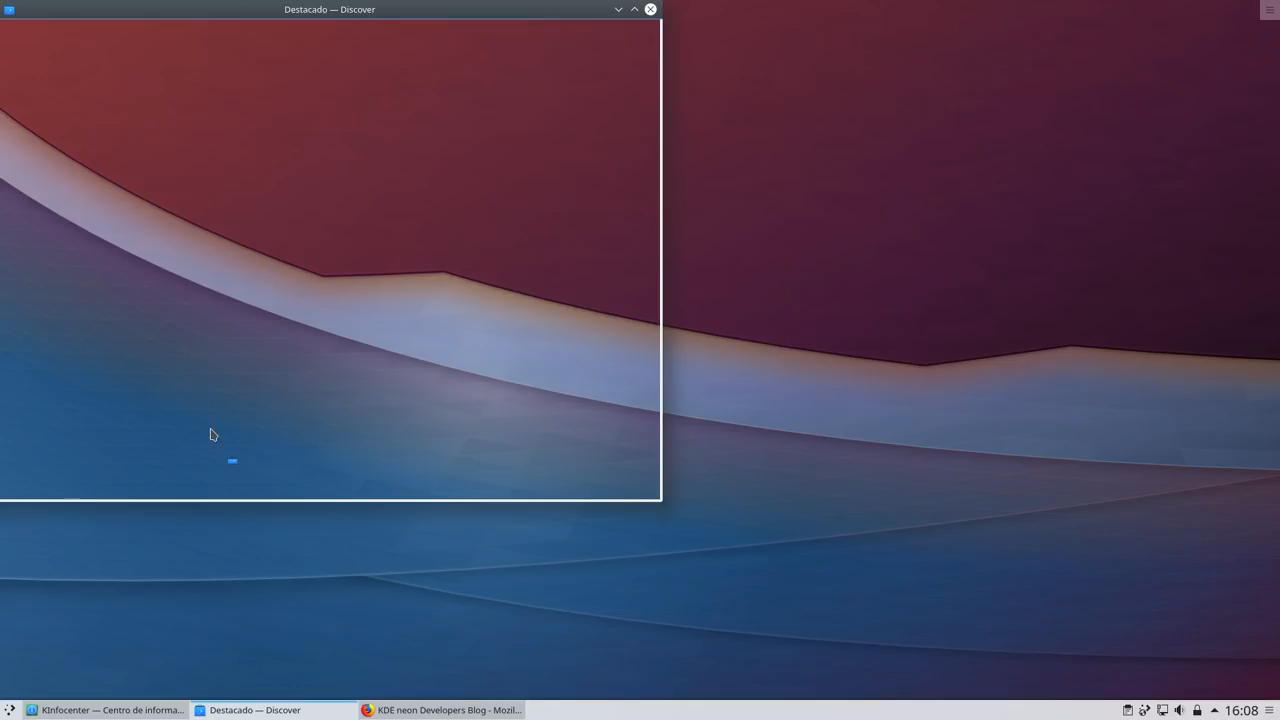 Destacado — Discover
KInfocenter — Centro de informa...
Destacado — Discover
KDE neon Developers Blog - Mozil...
16:08